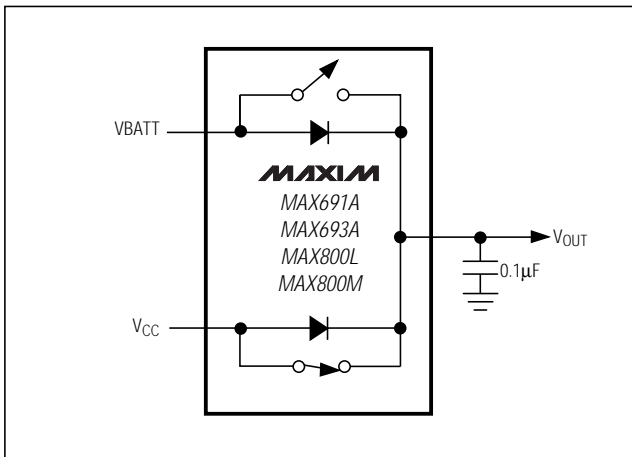 VBATT
MAXIM
MAX691A
MAX693A
MAX800L
MAX800M
VOUT
0.1μF
VCC